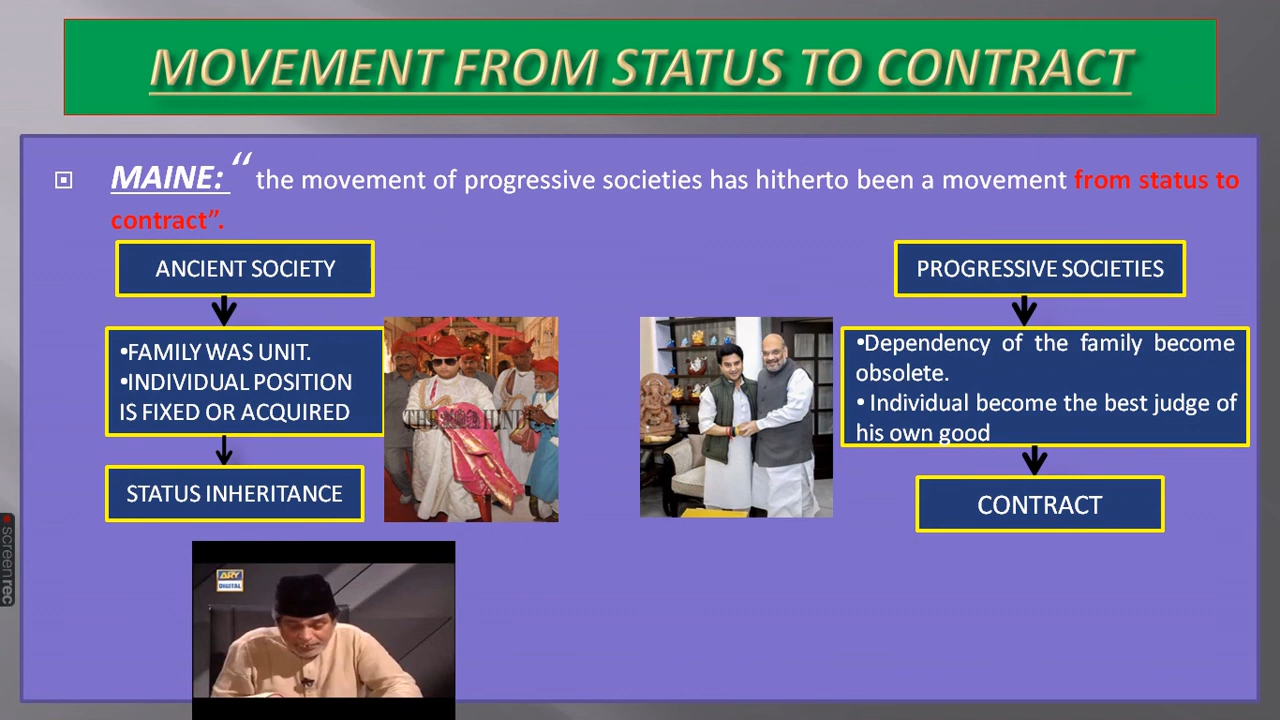 MOVEMENT FROM STATUS TO CONTRACT
MAINE: “ the movement of progressive societies has hitherto been a movement from status to
contract”.
ANCIENT SOCIETY
•FAMILY WAS UNIT.
•INDIVIDUAL POSITION
IS FIXED OR ACQUIRED
STATUS INHERITANCE
THE HINDU
PROGRESSIVE SOCIETIES
•Dependency of the family become
obsolete.
• Individual become the best judge of
his own good
CONTRACT
ARY
DIGITAL
screenrec